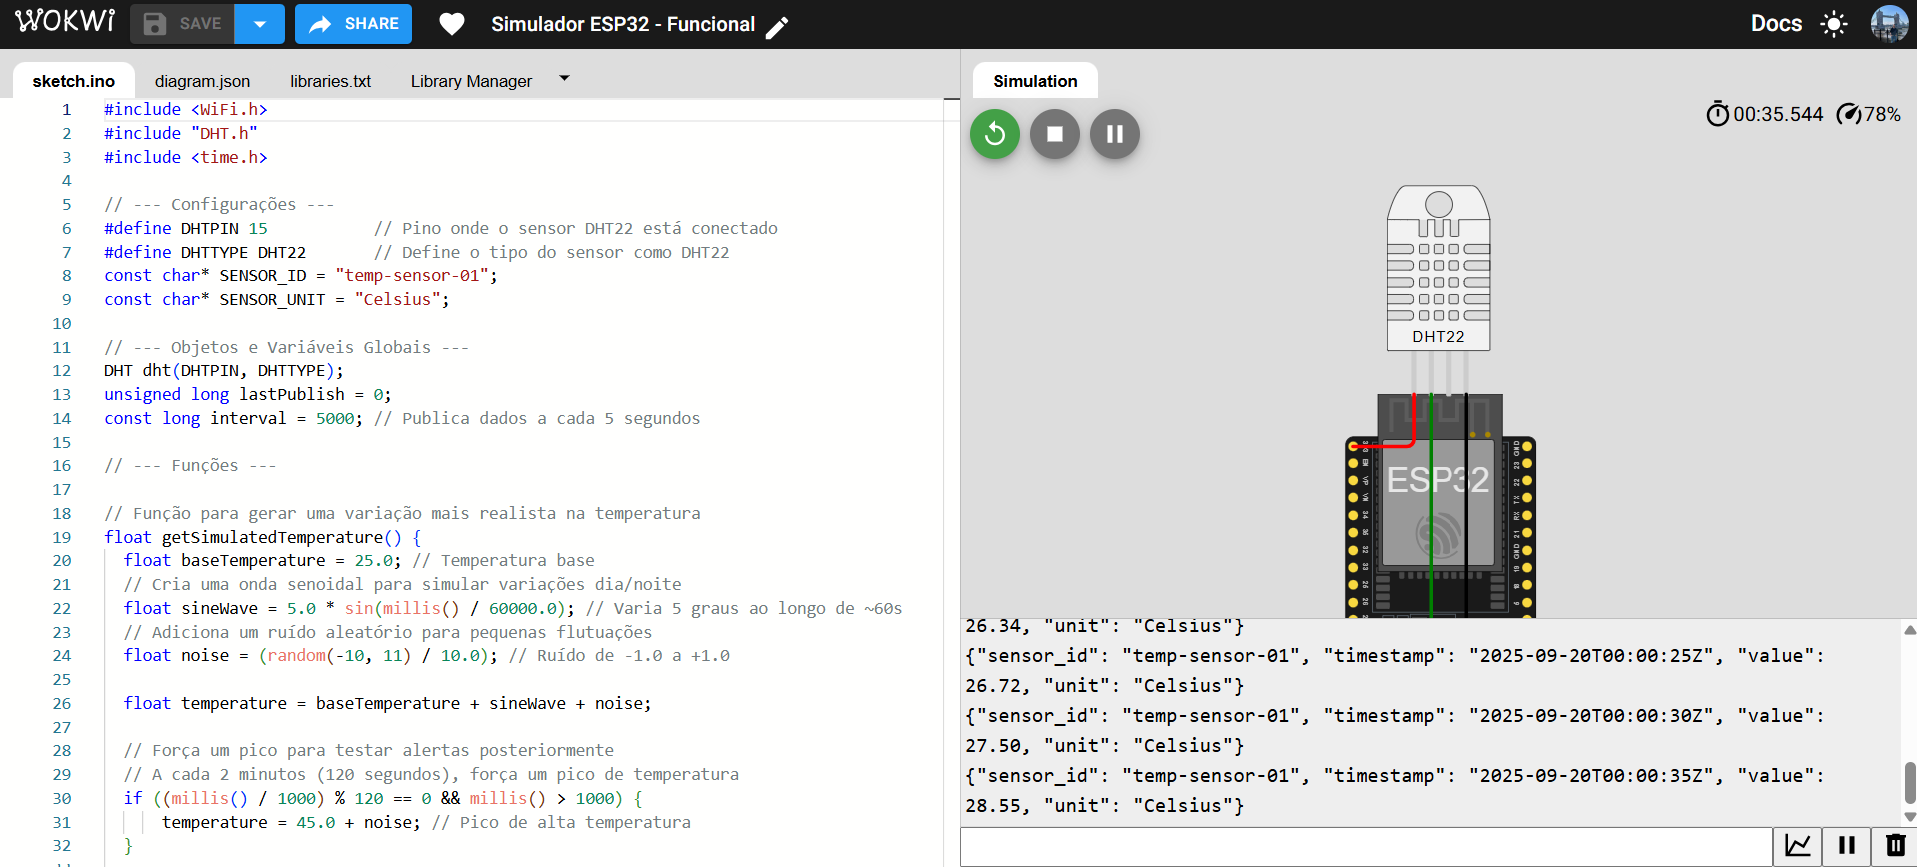 WOKWi SAVE SHARE Simulador ESP32 - Funcional Docs
sketch.ino diagram.json libraries.txt Library Manager
1 #include <WiFi.h>
2 #include "DHT.h"
3 #include <time.h>
4
5 // --- Configurações ---
6 #define DHTPIN 15 // Pino onde o sensor DHT22 está conectado
7 #define DHTTYPE DHT22 // Define o tipo do sensor como DHT22
8 const char* SENSOR_ID = "temp-sensor-01";
9 const char* SENSOR_UNIT = "Celsius";
10
11 // --- Objetos e Variáveis Globais ---
12 DHT dht(DHTPIN, DHTTYPE);
13 unsigned long lastPublish = 0;
14 const long interval = 5000; // Publica dados a cada 5 segundos
15
16 // --- Funções ---
17
18 // Função para gerar uma variação mais realista na temperatura
19 float getSimulatedTemperature() {
20 float baseTemperature = 25.0; // Temperatura base
21 // Cria uma onda senoidal para simular variações dia/noite
22 float sineWave = 5.0 * sin(millis() / 60000.0); // Varia 5 graus ao longo de ~60s
23 // Adiciona um ruído aleatório para pequenas flutuações
24 float noise = (random(-10, 11) / 10.0); // Ruído de -1.0 a +1.0
25
26 float temperature = baseTemperature + sineWave + noise;
27
28 // Força um pico para testar alertas posteriormente
29 // A cada 2 minutos (120 segundos), força um pico de temperatura
30 if ((millis() / 1000) % 120 == 0 && millis() > 1000) {
31 temperature = 45.0 + noise; // Pico de alta temperatura
32 }
Simulation
00:35.544 78%
DHT22
ESP32
26.34, "unit": "Celsius"}
{"sensor_id": "temp-sensor-01", "timestamp": "2025-09-20T00:00:25Z", "value":
26.72, "unit": "Celsius"}
{"sensor_id": "temp-sensor-01", "timestamp": "2025-09-20T00:00:30Z", "value":
27.50, "unit": "Celsius"}
{"sensor_id": "temp-sensor-01", "timestamp": "2025-09-20T00:00:35Z", "value":
28.55, "unit": "Celsius"}